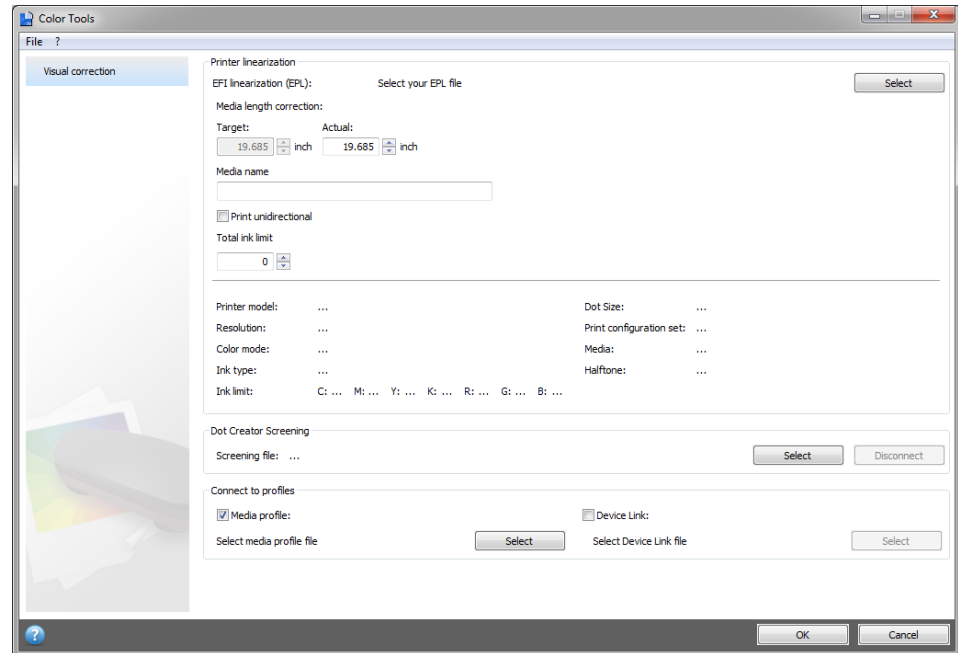 Color Tools
File ?
Visual correction
Printer linearization
EFI linearization (EPL): Select your EPL file Select
Media length correction:
Target: Actual:
19.685 inch 19.685 inch
Media name
Print unidirectional
Total ink limit
0
Printer model: ... Dot Size: ...
Resolution: ... Print configuration set: ...
Color mode: ... Media: ...
Ink type: ... Halftone: ...
Ink limit: C: ... M: ... Y: ... K: ... R: ... G: ... B: ...
Dot Creator Screening
Screening file: ... Select Disconnect
Connect to profiles
Media profile: Device Link:
Select media profile file Select Select Device Link file Select
? OK Cancel